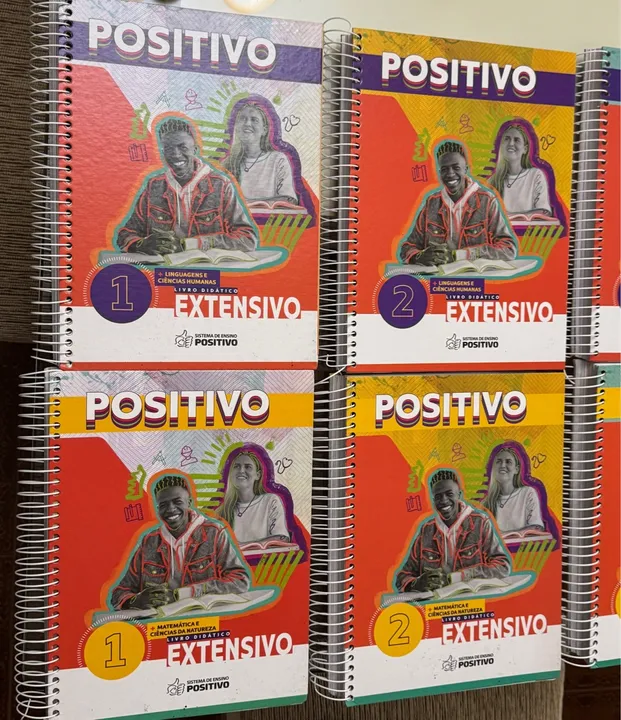 POSITIVO
1
+ LINGUAGENS E
CIÊNCIAS HUMANAS
LIVRO DIDÁTICO
EXTENSIVO
SISTEMA DE ENSINO
POSITIVO
POSITIVO
2
+ LINGUAGENS E
CIÊNCIAS HUMANAS
LIVRO DIDÁTICO
EXTENSIVO
SISTEMA DE ENSINO
POSITIVO
POSITIVO
1
+ MATEMÁTICA E
CIÊNCIAS DA NATUREZA
LIVRO DIDÁTICO
EXTENSIVO
SISTEMA DE ENSINO
POSITIVO
POSITIVO
2
+ MATEMÁTICA E
CIÊNCIAS DA NATUREZA
LIVRO DIDÁTICO
EXTENSIVO
SISTEMA DE ENSINO
POSITIVO